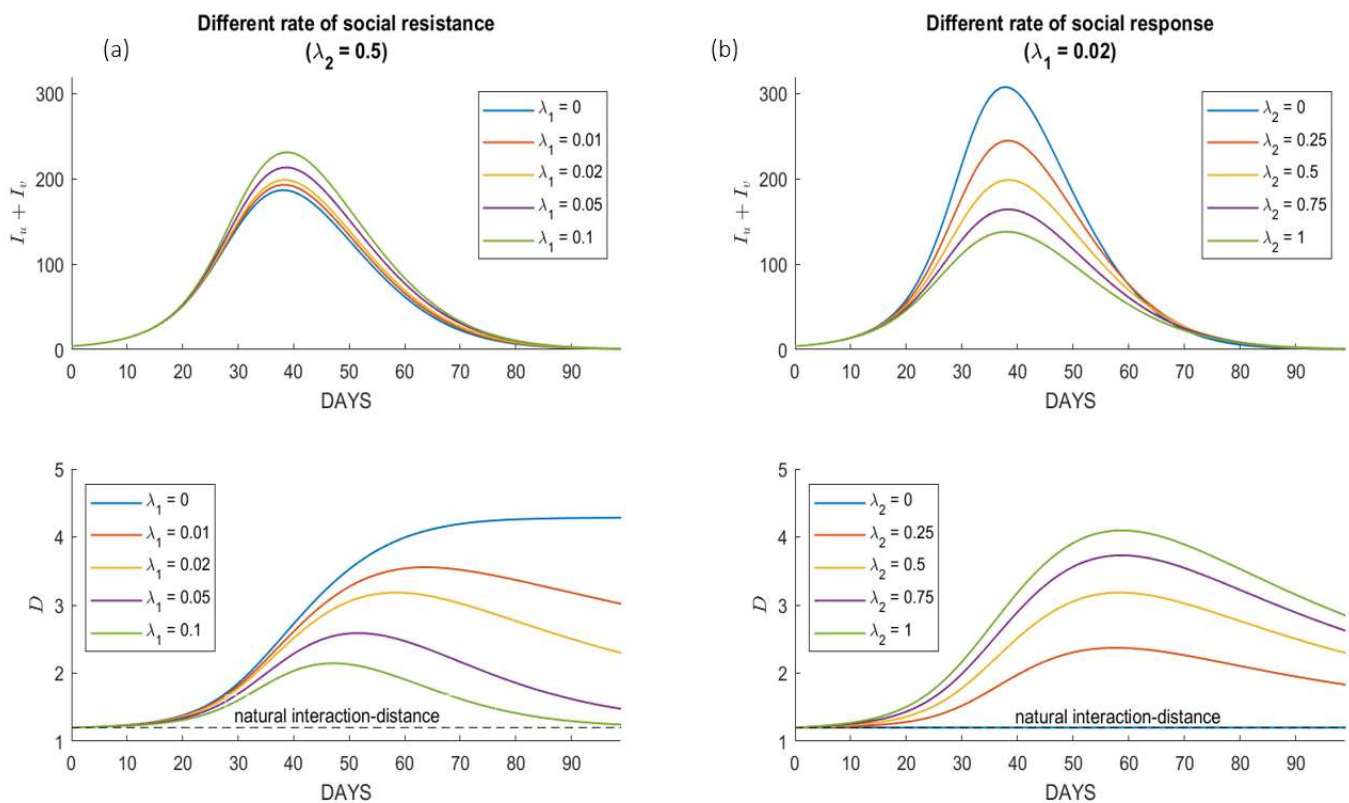 (a)
Different rate of social resistance
(λ₂ = 0.5)
300
200
100
0
I_u + I_v
λ₁ = 0
λ₁ = 0.01
λ₁ = 0.02
λ₁ = 0.05
λ₁ = 0.1
0 10 20 30 40 50 60 70 80 90
DAYS
(b)
Different rate of social response
(λ₁ = 0.02)
300
200
100
0
I_u + I_v
λ₂ = 0
λ₂ = 0.25
λ₂ = 0.5
λ₂ = 0.75
λ₂ = 1
0 10 20 30 40 50 60 70 80 90
DAYS
5
4
3
2
1
D
λ₁ = 0
λ₁ = 0.01
λ₁ = 0.02
λ₁ = 0.05
λ₁ = 0.1
natural interaction-distance
0 10 20 30 40 50 60 70 80 90
DAYS
5
4
3
2
1
D
λ₂ = 0
λ₂ = 0.25
λ₂ = 0.5
λ₂ = 0.75
λ₂ = 1
natural interaction-distance
0 10 20 30 40 50 60 70 80 90
DAYS